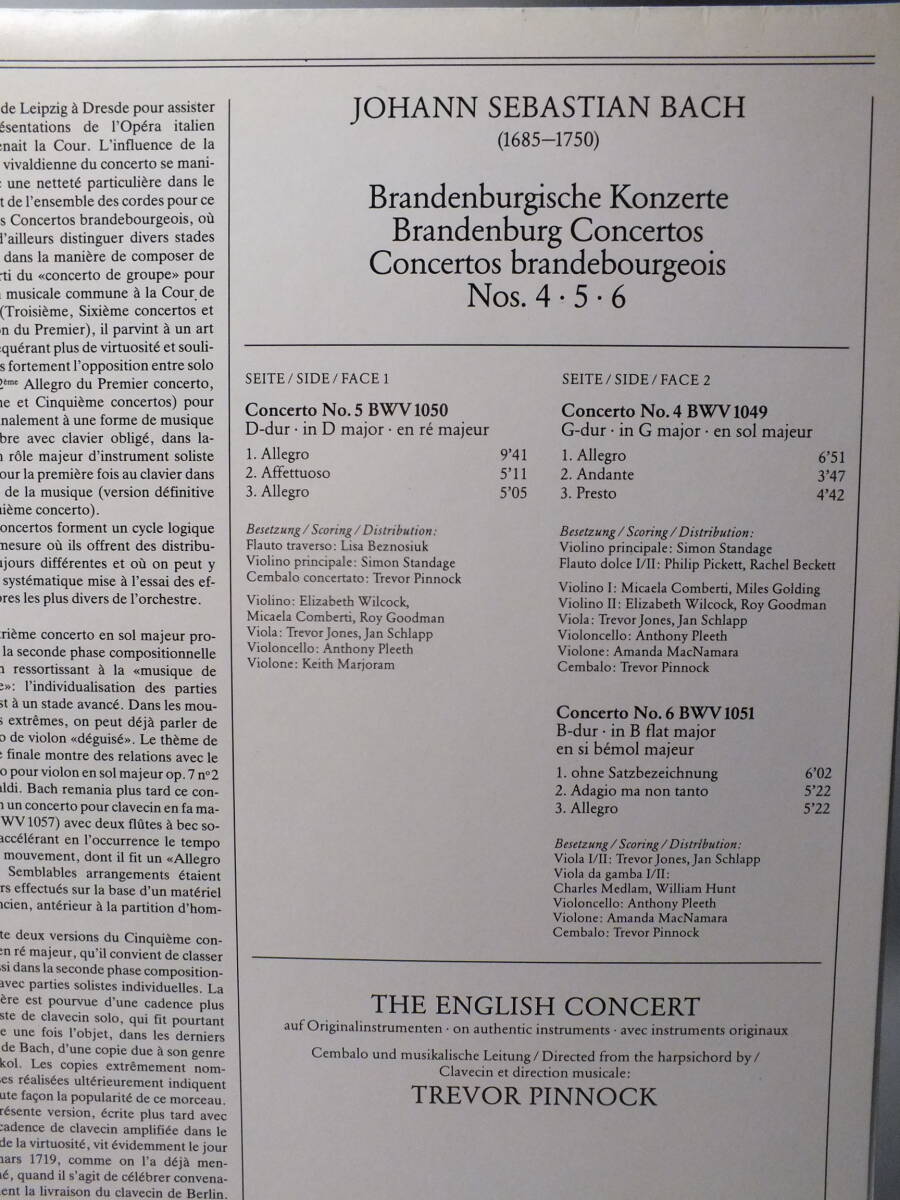 de Leipzig à Dresde pour assister
ésentations de l'Opéra italien
enait la Cour. L'influence de la
vivaldienne du concerto se mani-
une netteté particulière dans le
t de l'ensemble des cordes pour ce
s Concertos brandebourgeois, où
d'ailleurs distinguer divers stades
dans la manière de composer de
rti du «concerto de groupe» pour
musicale commune à la Cour de
(Troisième, Sixième concertos et
on du Premier), il parvint à un art
equérant plus de virtuosité et souli-
s fortement l'opposition entre solo
2ème Allegro du Premier concerto,
ne et Cinquième concertos) pour
inalement à une forme de musique
bre avec clavier obligé, dans la-
n rôle majeur d'instrument soliste
our la première fois au clavier dans
de la musique (version définitive
ième concerto).
oncertos forment un cycle logique
mesure où ils offrent des distribu-
ujours différentes et où on peut y
systématique mise à l'essai des ef-
res les plus divers de l'orchestre.
rième concerto en sol majeur pro-
la seconde phase compositionnelle
n ressortissant à la «musique de
e»: l'individualisation des parties
st à un stade avancé. Dans les mou-
s extrêmes, on peut déjà parler de
o de violon «déguisé». Le thème de
e finale montre des relations avec le
o pour violon en sol majeur op. 7 nº 2
aldi. Bach remania plus tard ce con-
n un concerto pour clavecin en fa ma-
WV 1057) avec deux flûtes à bec so-
accélérant en l'occurrence le tempo
mouvement, dont il fit un «Allegro
Semblables arrangements étaient
rs effectués sur la base d'un matériel
ncien, antérieur à la partition d'hom-
te deux versions du Cinquième con-
en ré majeur, qu'il convient de classer
ssi dans la seconde phase composition-
avec parties solistes individuelles. La
ère est pourvue d'une cadence plus
ste de clavecin solo, qui fit pourtant
e une fois l'objet, dans les derniers
de Bach, d'une copie due à son genre
kol. Les copies extrêmement nom-
ses réalisées ultérieurement indiquent
ute façon la popularité de ce morceau.
résente version, écrite plus tard avec
cadence de clavecin amplifiée dans le
de la virtuosité, vit évidemment le jour
mars 1719, comme on l'a déjà men-
né, quand il s'agit de célébrer convena-
ent la livraison du clavecin de Berlin.
JOHANN SEBASTIAN BACH
(1685–1750)
Brandenburgische Konzerte
Brandenburg Concertos
Concertos brandebourgeois
Nos. 4 · 5 · 6
SEITE / SIDE / FACE 1
Concerto No. 5 BWV 1050
D-dur · in D major · en ré majeur
1. Allegro 9'41
2. Affettuoso 5'11
3. Allegro 5'05
Besetzung / Scoring / Distribution:
Flauto traverso: Lisa Beznosiuk
Violino principale: Simon Standage
Cembalo concertato: Trevor Pinnock
Violino: Elizabeth Wilcock,
Micaela Comberti, Roy Goodman
Viola: Trevor Jones, Jan Schlapp
Violoncello: Anthony Pleeth
Violone: Keith Marjoram
SEITE / SIDE / FACE 2
Concerto No. 4 BWV 1049
G-dur · in G major · en sol majeur
1. Allegro 6'51
2. Andante 3'47
3. Presto 4'42
Besetzung / Scoring / Distribution:
Violino principale: Simon Standage
Flauto dolce I/II: Philip Pickett, Rachel Beckett
Violino I: Micaela Comberti, Miles Golding
Violino II: Elizabeth Wilcock, Roy Goodman
Viola: Trevor Jones, Jan Schlapp
Violoncello: Anthony Pleeth
Violone: Amanda MacNamara
Cembalo: Trevor Pinnock
Concerto No. 6 BWV 1051
B-dur · in B flat major
en si bémol majeur
1. ohne Satzbezeichnung 6'02
2. Adagio ma non tanto 5'22
3. Allegro 5'22
Besetzung / Scoring / Distribution:
Viola I/II: Trevor Jones, Jan Schlapp
Viola da gamba I/II:
Charles Medlam, William Hunt
Violoncello: Anthony Pleeth
Violone: Amanda MacNamara
Cembalo: Trevor Pinnock
THE ENGLISH CONCERT
auf Originalinstrumenten · on authentic instruments · avec instruments originaux
Cembalo und musikalische Leitung / Directed from the harpsichord by /
Clavecin et direction musicale:
TREVOR PINNOCK